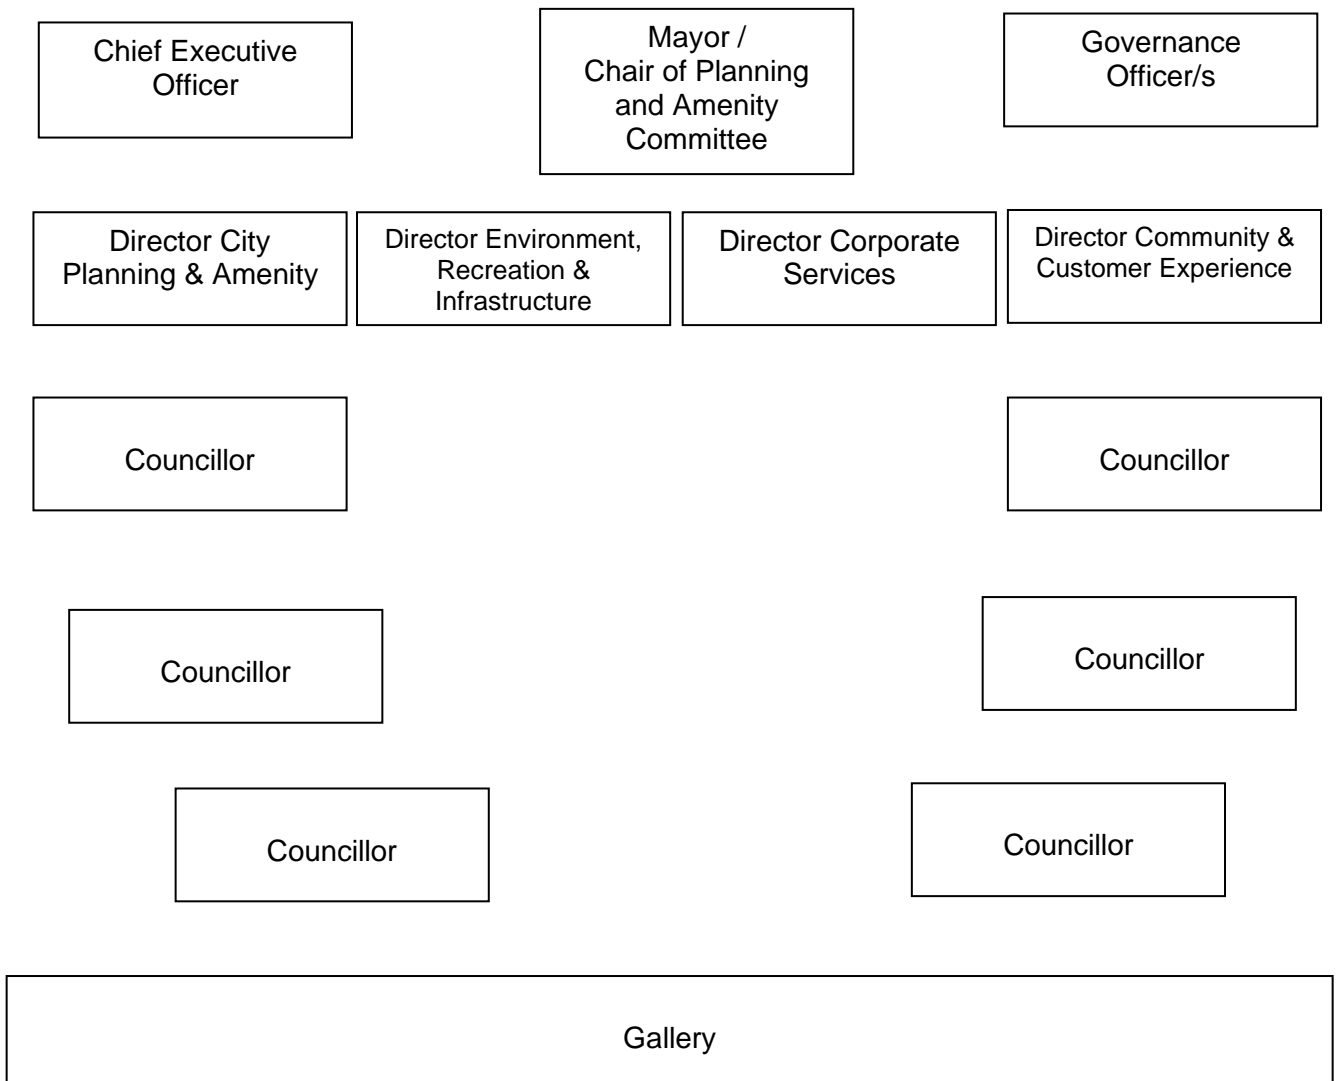 Chief Executive
Officer
Mayor /
Chair of Planning
and Amenity
Committee
Governance
Officer/s
Director City
Planning & Amenity
Director Environment,
Recreation &
Infrastructure
Director Corporate
Services
Director Community &
Customer Experience
Councillor
Councillor
Councillor
Councillor
Councillor
Councillor
Gallery